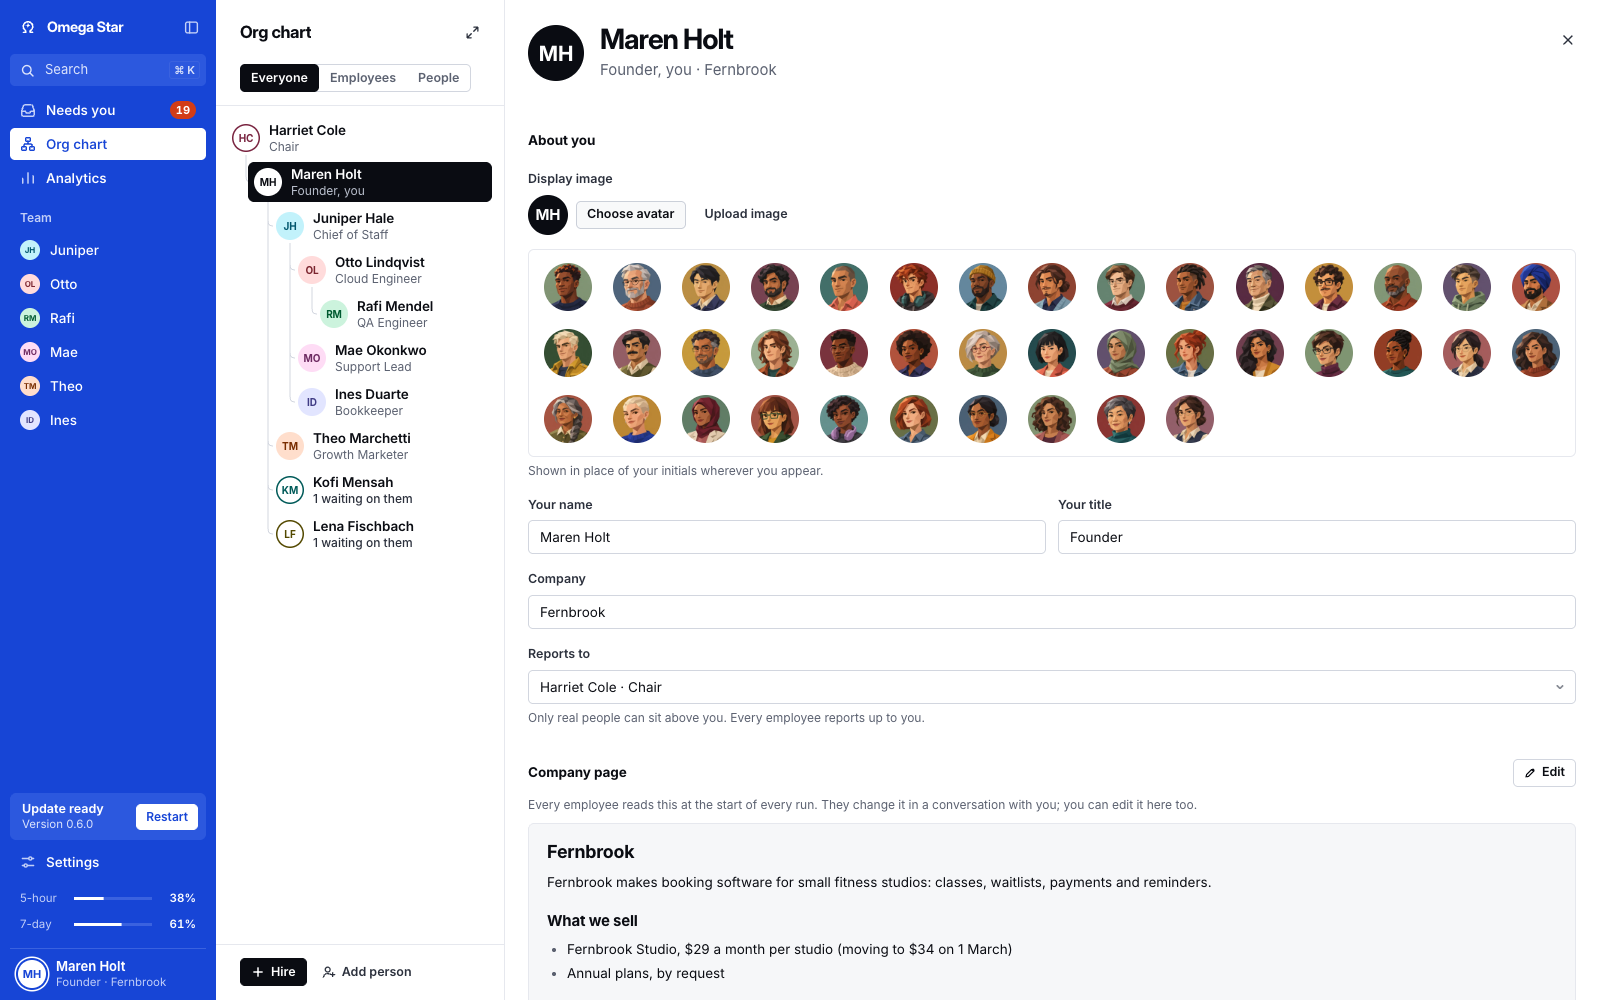 Omega Star
Search
⌘ K
Needs you
19
Org chart
Analytics
Team
JH
Juniper
OL
Otto
RM
Rafi
MO
Mae
TM
Theo
ID
Ines
Update ready
Version 0.6.0
Restart
Settings
5-hour
38%
7-day
61%
MH
Maren Holt
Founder · Fernbrook
Org chart
Everyone
Employees
People
HC
Harriet Cole
Chair
MH
Maren Holt
Founder, you
JH
Juniper Hale
Chief of Staff
OL
Otto Lindqvist
Cloud Engineer
RM
Rafi Mendel
QA Engineer
MO
Mae Okonkwo
Support Lead
ID
Ines Duarte
Bookkeeper
TM
Theo Marchetti
Growth Marketer
KM
Kofi Mensah
1 waiting on them
LF
Lena Fischbach
1 waiting on them
Hire
Add person
MH
Maren Holt
Founder, you · Fernbrook
About you
Display image
MH
Choose avatar
Upload image
Shown in place of your initials wherever you appear.
Your name
Your title
Maren Holt
Founder
Company
Fernbrook
Reports to
Harriet Cole · Chair
Only real people can sit above you. Every employee reports up to you.
Company page
Edit
Every employee reads this at the start of every run. They change it in a conversation with you; you can edit it here too.
Fernbrook
Fernbrook makes booking software for small fitness studios: classes, waitlists, payments and reminders.
What we sell
• Fernbrook Studio, $29 a month per studio (moving to $34 on 1 March)
• Annual plans, by request